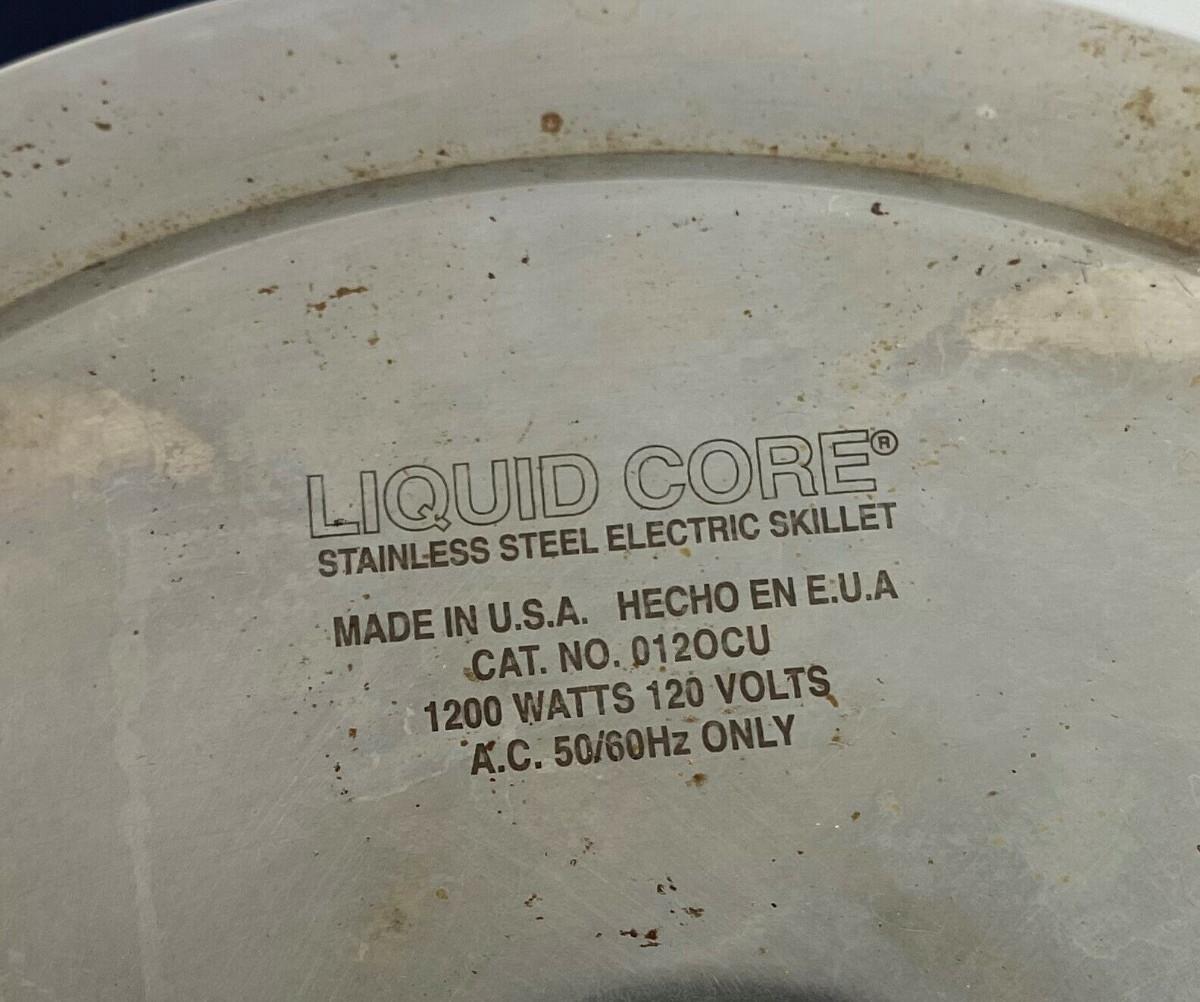 LIQUID CORE®
STAINLESS STEEL ELECTRIC SKILLET
MADE IN U.S.A. HECHO EN E.U.A
CAT. NO. 012OCU
1200 WATTS 120 VOLTS
A.C. 50/60Hz ONLY